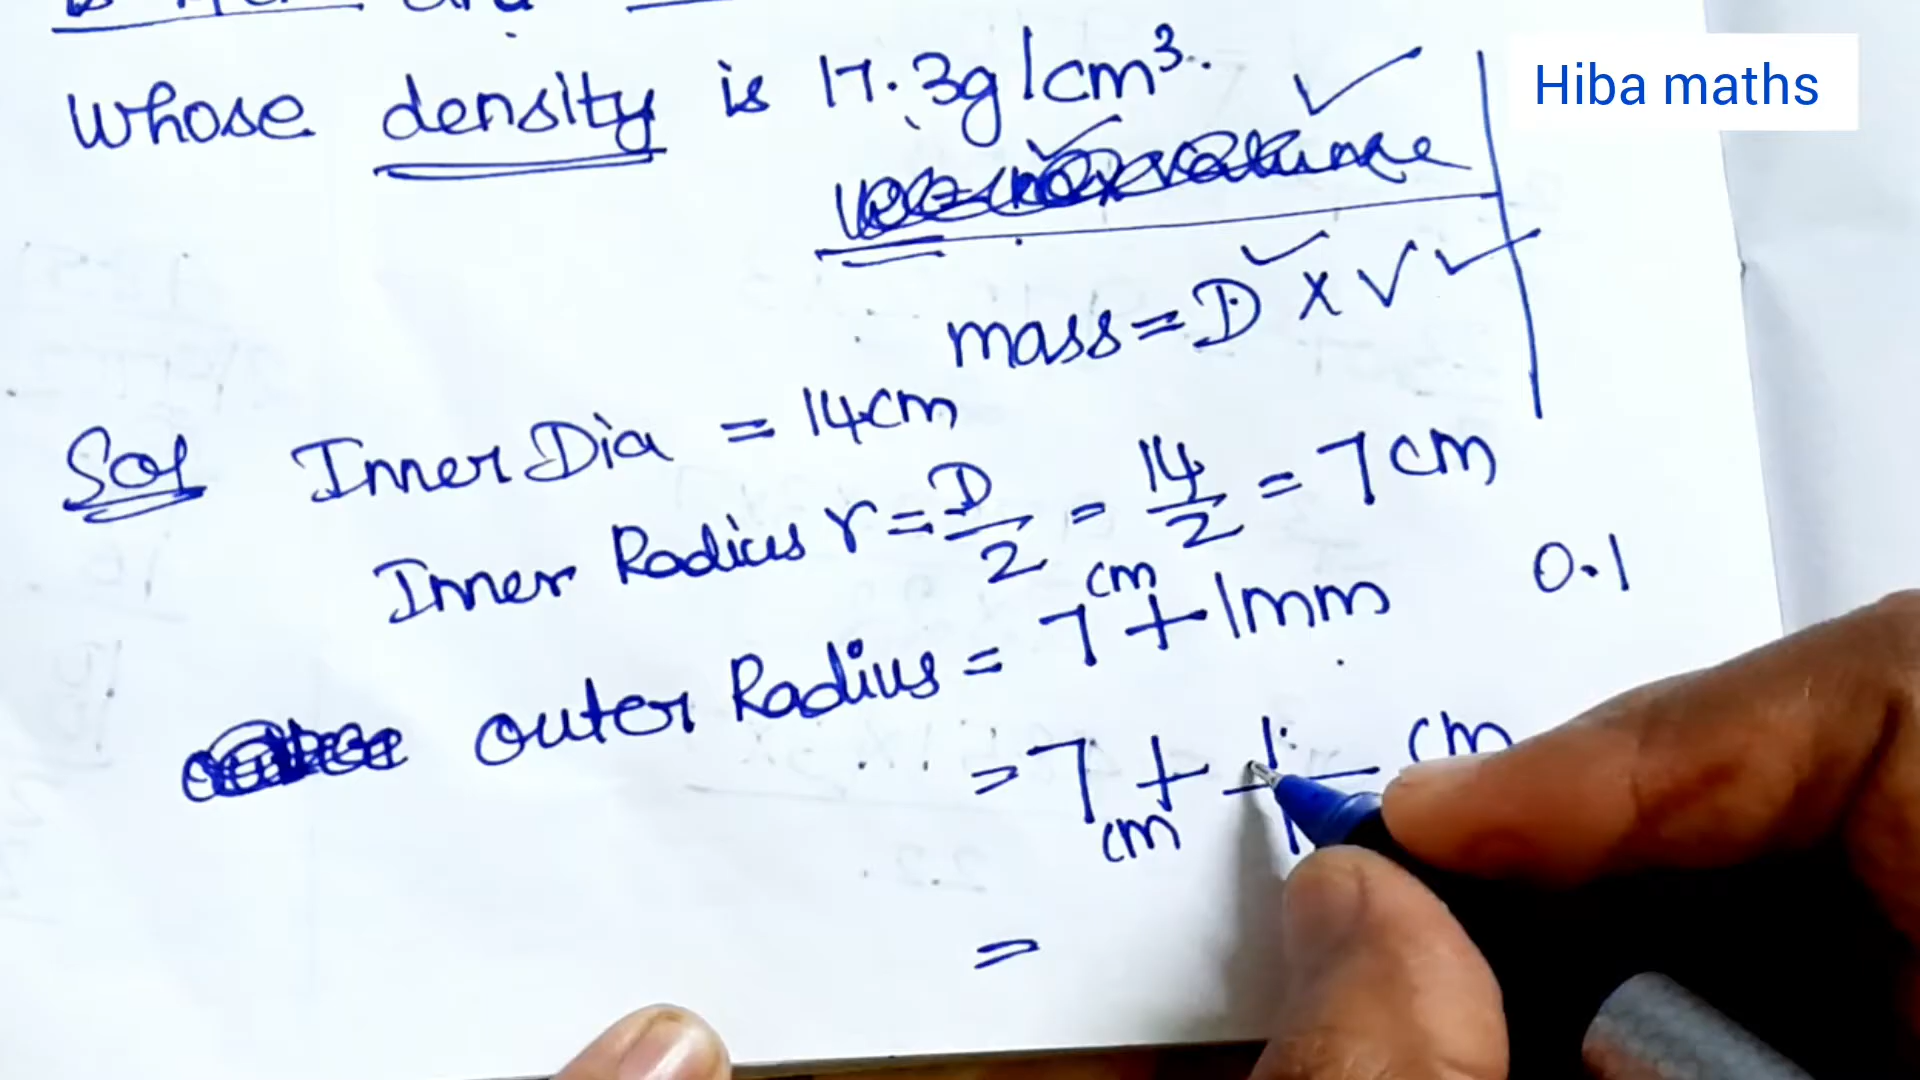 Hiba maths
whose density is 17.3g/cm³.
mass = D × V
Sol Inner Dia = 14cm
Inner Radius r = D/2 = 14/2 = 7cm
0.1
outer Radius = 7cm + 1mm
= 7cm + 1/ cm
=